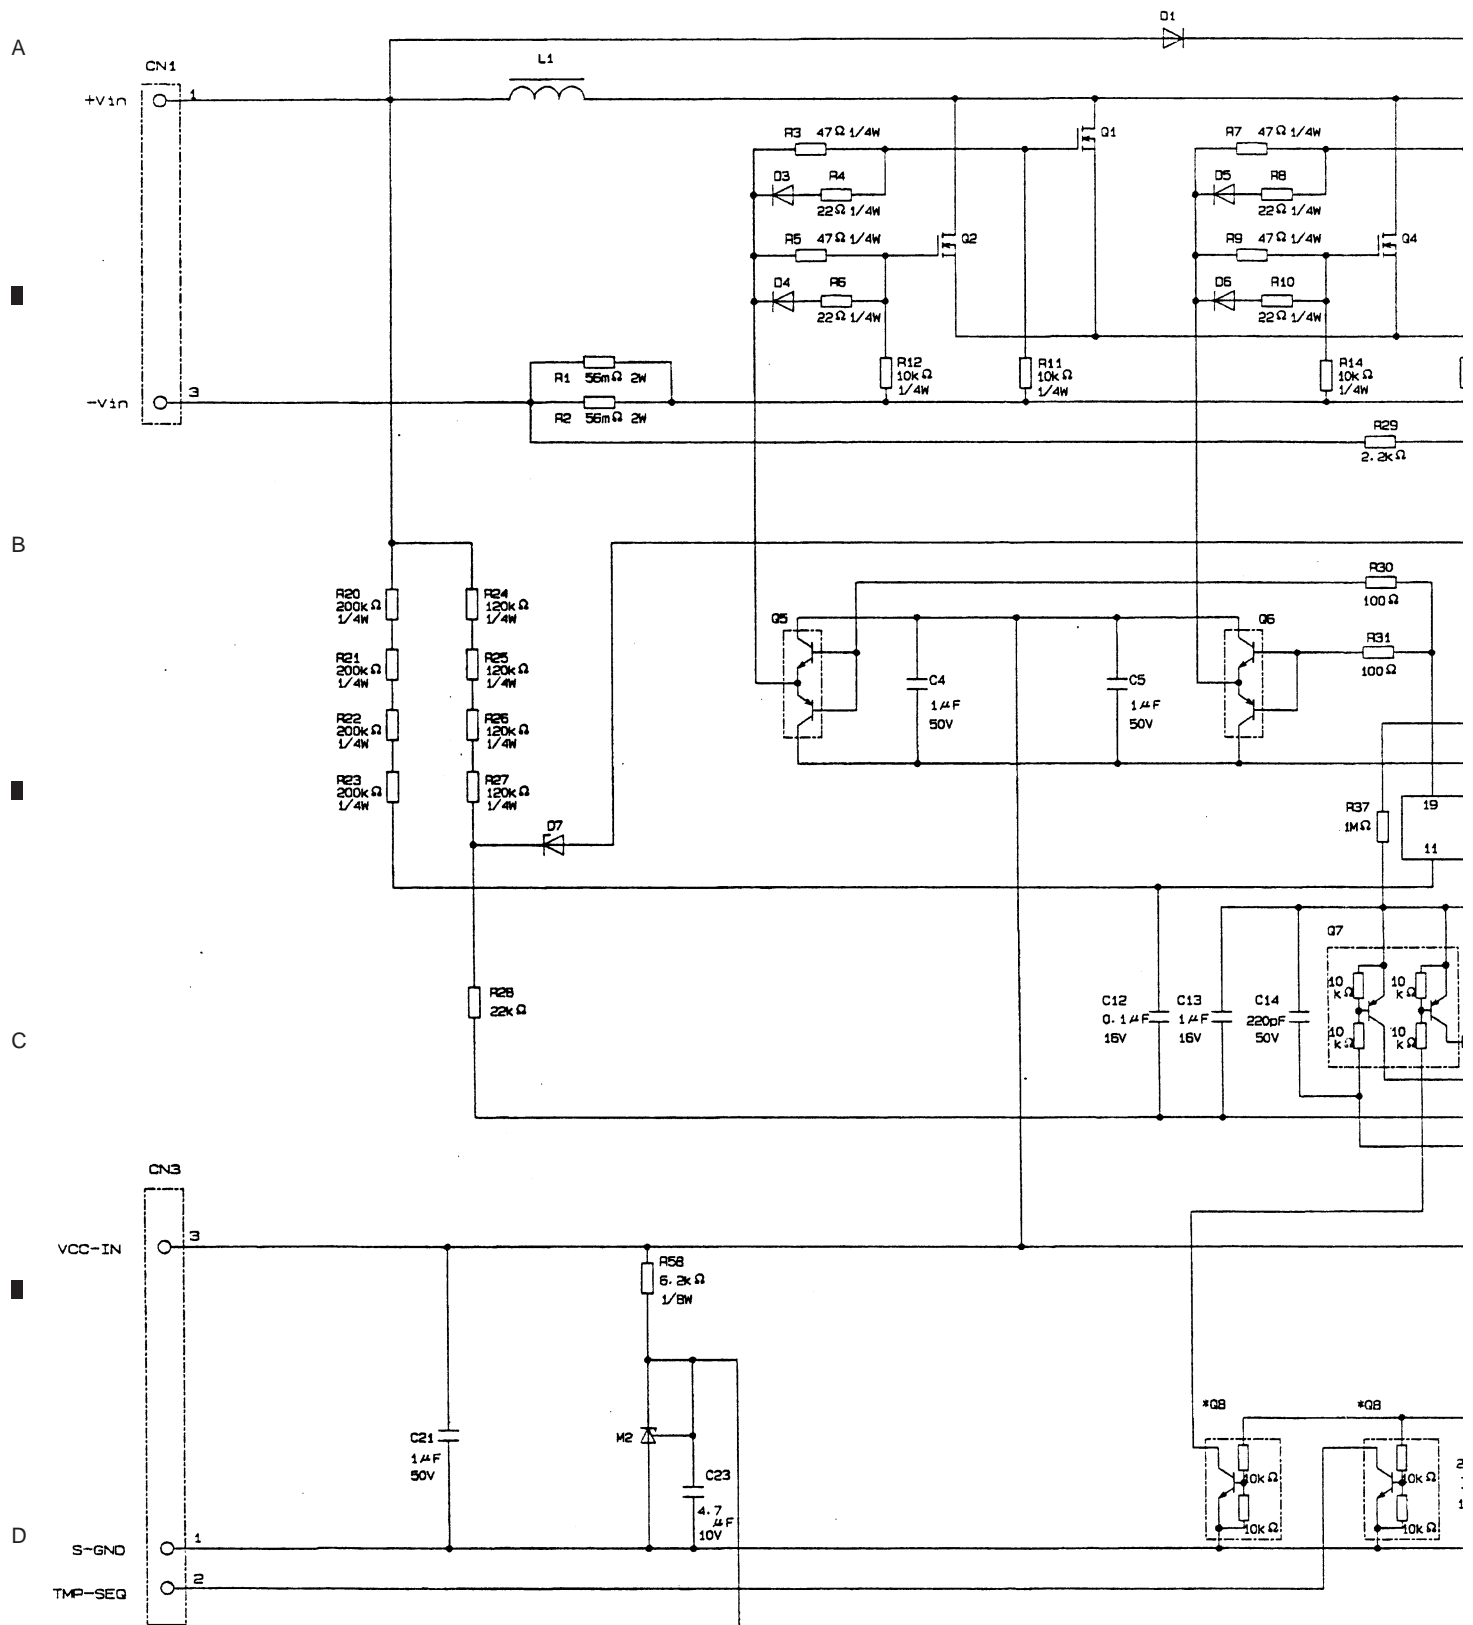 A
D1
CN1
L1
+Vin
1
R3 47Ω 1/4W
Q1
R7 47Ω 1/4W
D3 R4
22Ω 1/4W
D5 R8
22Ω 1/4W
R5 47Ω 1/4W
Q2
R9 47Ω 1/4W
Q4
D4 R6
22Ω 1/4W
D6 R10
22Ω 1/4W
R12
10kΩ
1/4W
R11
10kΩ
1/4W
R14
10kΩ
1/4W
R1 56mΩ 2W
-Vin
3
R2 56mΩ 2W
R29
2.2kΩ
B
R30
100Ω
R20
200kΩ
1/4W
R24
120kΩ
1/4W
Q5
Q6
R31
100Ω
R21
200kΩ
1/4W
R25
120kΩ
1/4W
C4
1μF
50V
C5
1μF
50V
R22
200kΩ
1/4W
R26
120kΩ
1/4W
R23
200kΩ
1/4W
R27
120kΩ
1/4W
R37
1MΩ
19
11
D7
Q7
R28
22kΩ
C12
0.1μF
16V
C13
1μF
16V
C14
220pF
50V
10
kΩ
10
kΩ
10
kΩ
10
kΩ
C
CN3
VCC-IN
3
R58
6.2kΩ
1/8W
*Q8
*Q8
C21
1μF
50V
M2
C23
4.7
μF
10V
10kΩ
10kΩ
10kΩ
10kΩ
D
S-GND
1
TMP-SEQ
2